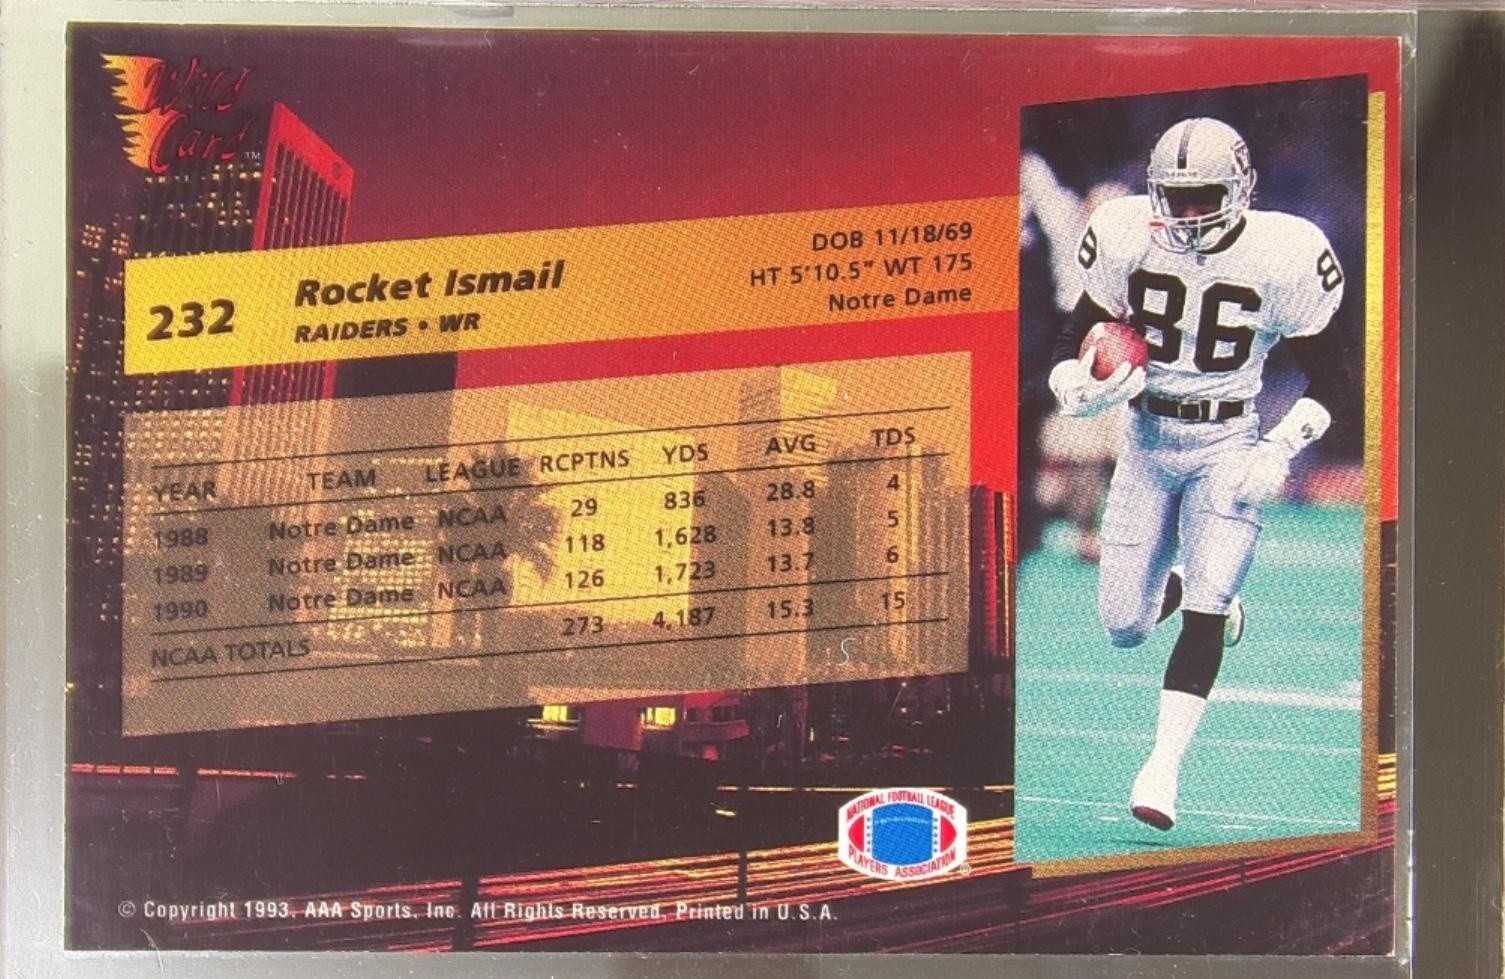 Wild Card™
232
Rocket Ismail
RAIDERS • WR
DOB 11/18/69
HT 5'10.5" WT 175
Notre Dame
YEAR TEAM LEAGUE RCPTNS YDS AVG TDS
1988 Notre Dame NCAA 29 836 28.8 4
1989 Notre Dame NCAA 118 1,628 13.8 5
1990 Notre Dame NCAA 126 1,723 13.7 6
NCAA TOTALS 273 4,187 15.3 15
8
86
8
NATIONAL FOOTBALL LEAGUE
PLAYERS ASSOCIATION
© Copyright 1993, AAA Sports, Inc. All Rights Reserved, Printed in U.S.A.